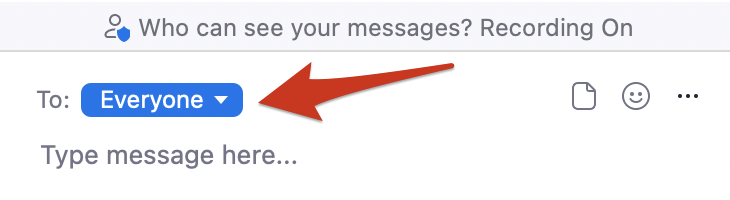 Who can see your messages? Recording On
To: Everyone
Type message here...